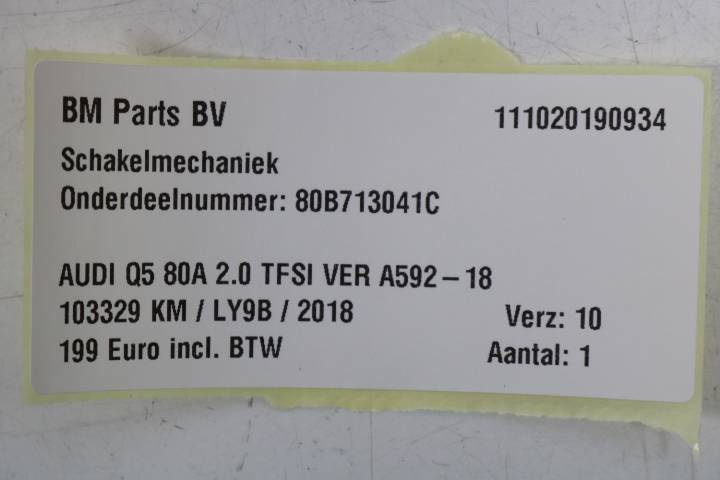 BM Parts BV 111020190934
Schakelmechaniek
Onderdeelnummer: 80B713041C
AUDI Q5 80A 2.0 TFSI VER A592-18
103329 KM / LY9B / 2018 Verz: 10
199 Euro incl. BTW Aantal: 1